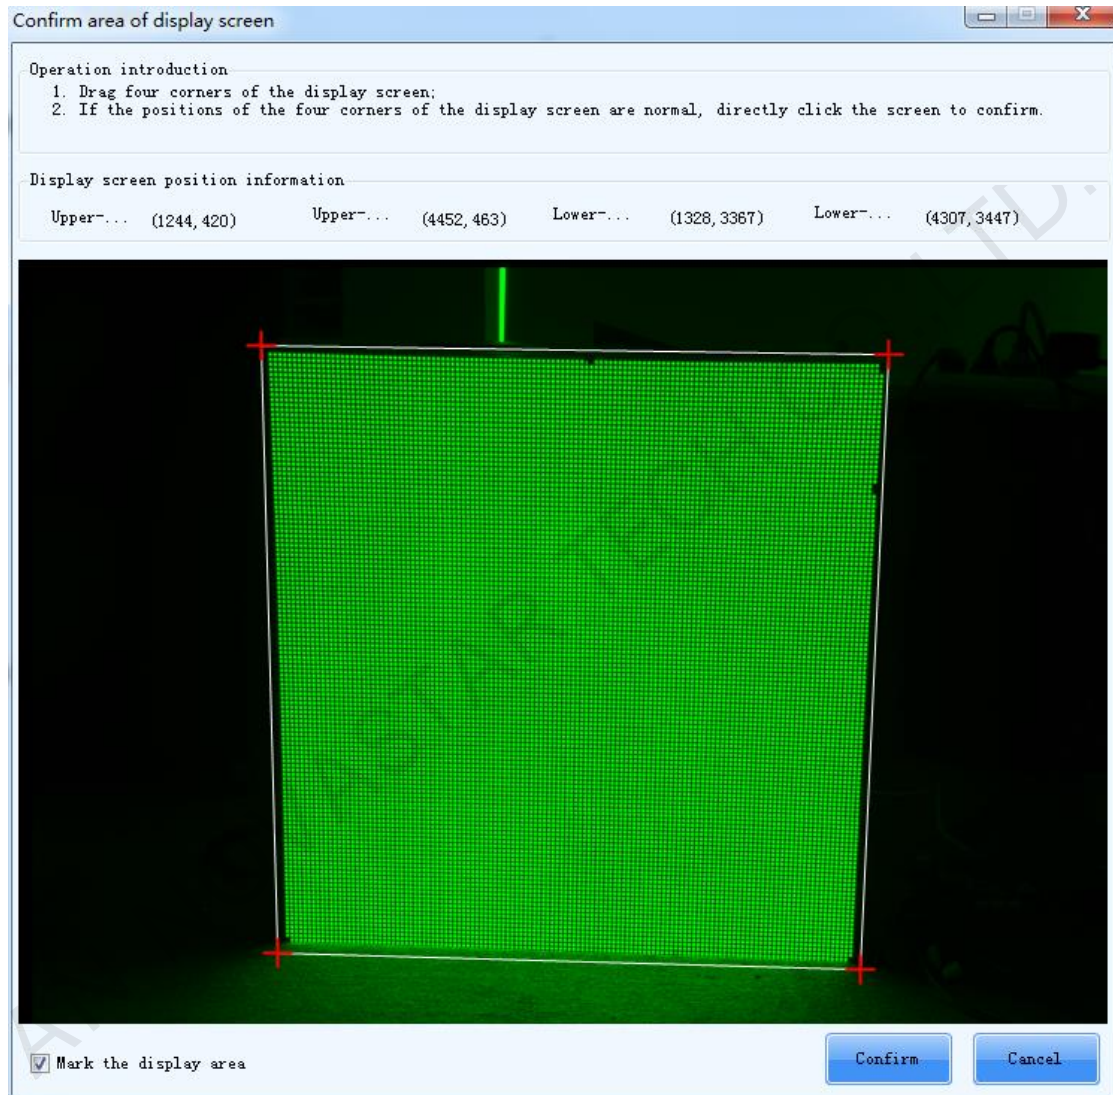 Confirm area of display screen
Operation introduction
1. Drag four corners of the display screen;
2. If the positions of the four corners of the display screen are normal, directly click the screen to confirm.
Display screen position information
Upper-... (1244, 420) Upper-... (4452, 463) Lower-... (1328, 3367) Lower-... (4307, 3447)
Mark the display area Confirm Cancel